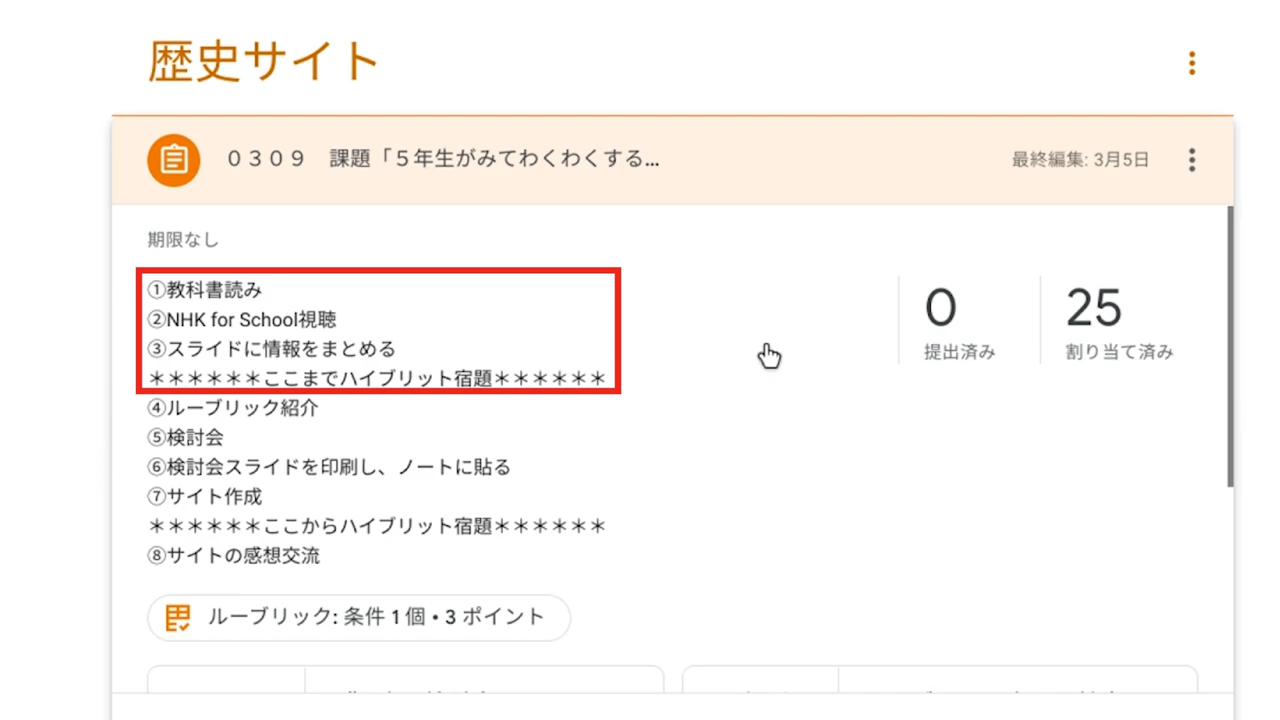 歴史サイト
０３０９　課題「５年生がみてわくわくする...
最終編集: 3月5日
期限なし
①教科書読み
②NHK for School視聴
③スライドに情報をまとめる
＊＊＊＊＊＊ここまでハイブリット宿題＊＊＊＊＊＊
④ルーブリック紹介
⑤検討会
⑥検討会スライドを印刷し、ノートに貼る
⑦サイト作成
＊＊＊＊＊＊ここからハイブリット宿題＊＊＊＊＊＊
⑧サイトの感想交流
0
提出済み
25
割り当て済み
ルーブリック: 条件 1 個 • 3 ポイント